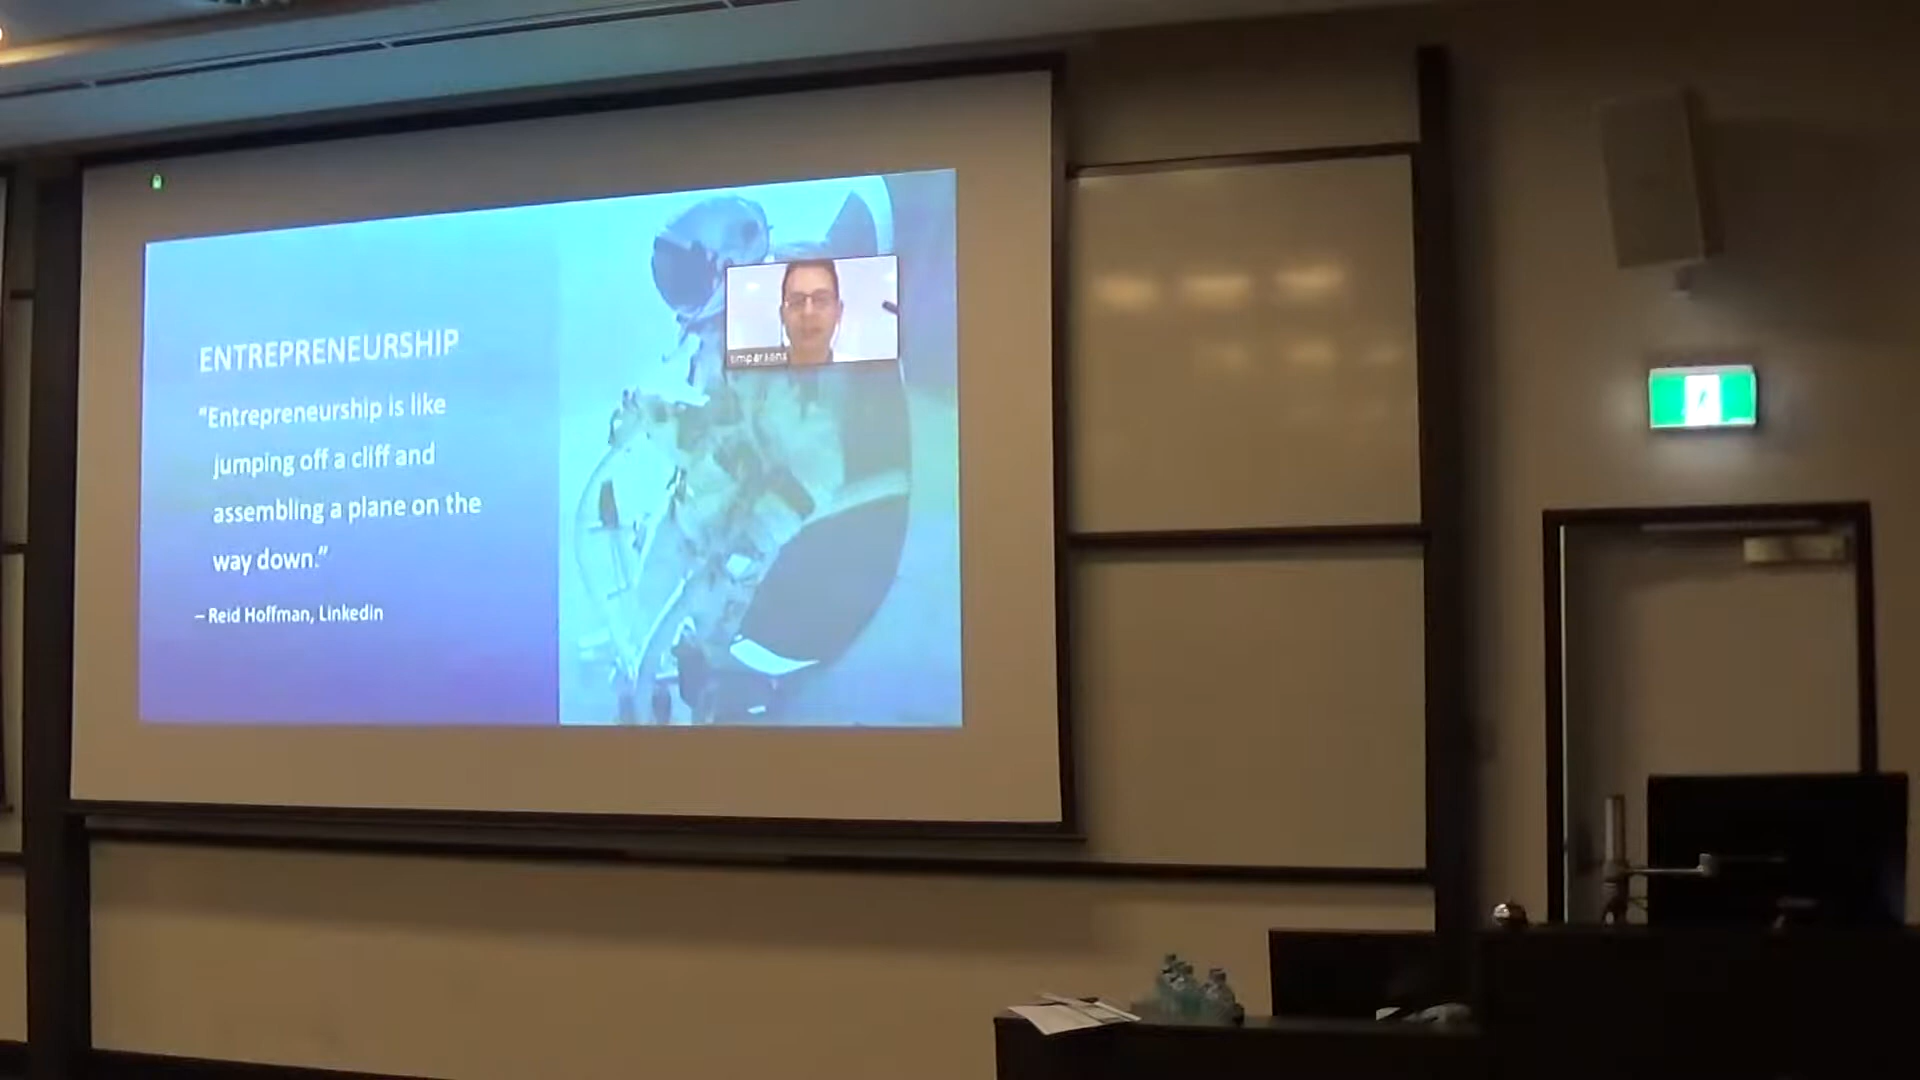 ENTREPRENEURSHIP
“Entrepreneurship is like
jumping off a cliff and
assembling a plane on the
way down.”
– Reid Hoffman, LinkedIn
timparsons